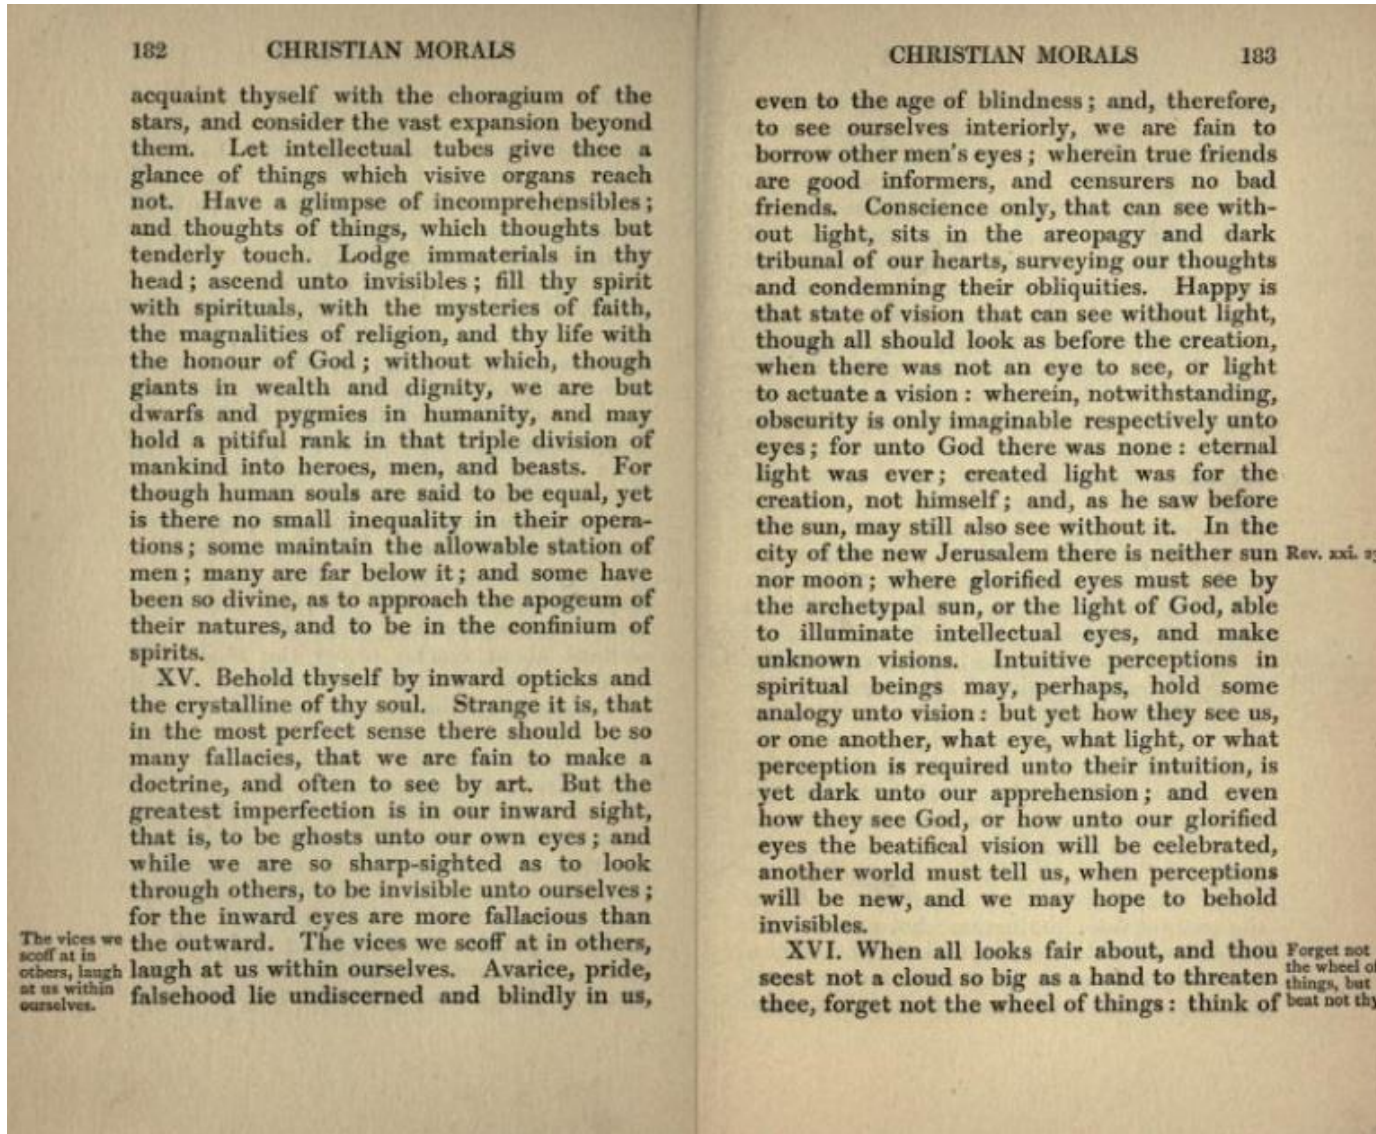 182 CHRISTIAN MORALS
acquaint thyself with the choragium of the
stars, and consider the vast expansion beyond
them. Let intellectual tubes give thee a
glance of things which visive organs reach
not. Have a glimpse of incomprehensibles;
and thoughts of things, which thoughts but
tenderly touch. Lodge immaterials in thy
head; ascend unto invisibles; fill thy spirit
with spirituals, with the mysteries of faith,
the magnalities of religion, and thy life with
the honour of God; without which, though
giants in wealth and dignity, we are but
dwarfs and pygmies in humanity, and may
hold a pitiful rank in that triple division of
mankind into heroes, men, and beasts. For
though human souls are said to be equal, yet
is there no small inequality in their opera-
tions; some maintain the allowable station of
men; many are far below it; and some have
been so divine, as to approach the apogeum of
their natures, and to be in the confinium of
spirits.
XV. Behold thyself by inward opticks and
the crystalline of thy soul. Strange it is, that
in the most perfect sense there should be so
many fallacies, that we are fain to make a
doctrine, and often to see by art. But the
greatest imperfection is in our inward sight,
that is, to be ghosts unto our own eyes; and
while we are so sharp-sighted as to look
through others, to be invisible unto ourselves;
for the inward eyes are more fallacious than
the outward. The vices we scoff at in others,
laugh at us within ourselves. Avarice, pride,
falsehood lie undiscerned and blindly in us,
The vices we
scoff at in
others, laugh
at us within
ourselves.
CHRISTIAN MORALS 183
even to the age of blindness; and, therefore,
to see ourselves interiorly, we are fain to
borrow other men's eyes; wherein true friends
are good informers, and censurers no bad
friends. Conscience only, that can see with-
out light, sits in the areopagy and dark
tribunal of our hearts, surveying our thoughts
and condemning their obliquities. Happy is
that state of vision that can see without light,
though all should look as before the creation,
when there was not an eye to see, or light
to actuate a vision: wherein, notwithstanding,
obscurity is only imaginable respectively unto
eyes; for unto God there was none: eternal
light was ever; created light was for the
creation, not himself; and, as he saw before
the sun, may still also see without it. In the
city of the new Jerusalem there is neither sun
nor moon; where glorified eyes must see by
the archetypal sun, or the light of God, able
to illuminate intellectual eyes, and make
unknown visions. Intuitive perceptions in
spiritual beings may, perhaps, hold some
analogy unto vision: but yet how they see us,
or one another, what eye, what light, or what
perception is required unto their intuition, is
yet dark unto our apprehension; and even
how they see God, or how unto our glorified
eyes the beatifical vision will be celebrated,
another world must tell us, when perceptions
will be new, and we may hope to behold
invisibles.
XVI. When all looks fair about, and thou
seest not a cloud so big as a hand to threaten
thee, forget not the wheel of things: think of
Rev. xxi.
Forget not
the wheel of
things, but
beat not thy